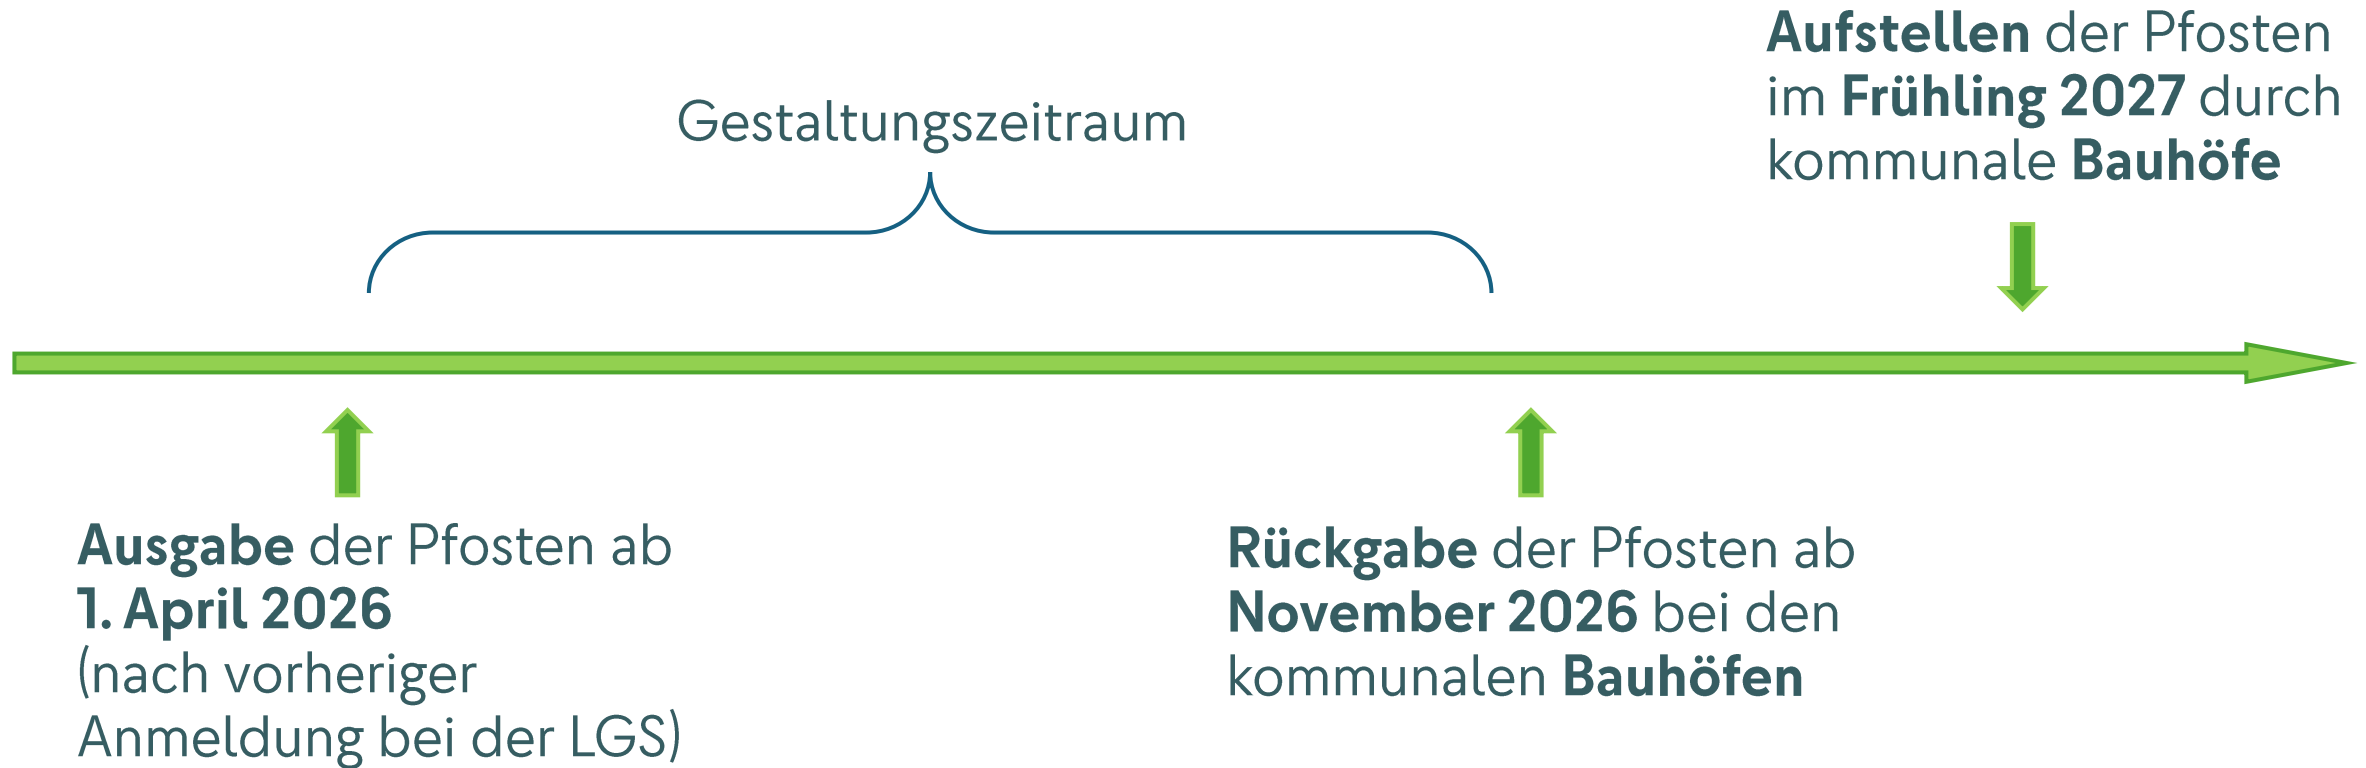 Aufstellen der Pfosten
im Frühling 2027 durch
kommunale Bauhöfe
Gestaltungszeitraum
Ausgabe der Pfosten ab
1. April 2026
(nach vorheriger
Anmeldung bei der LGS)
Rückgabe der Pfosten ab
November 2026 bei den
kommunalen Bauhöfen